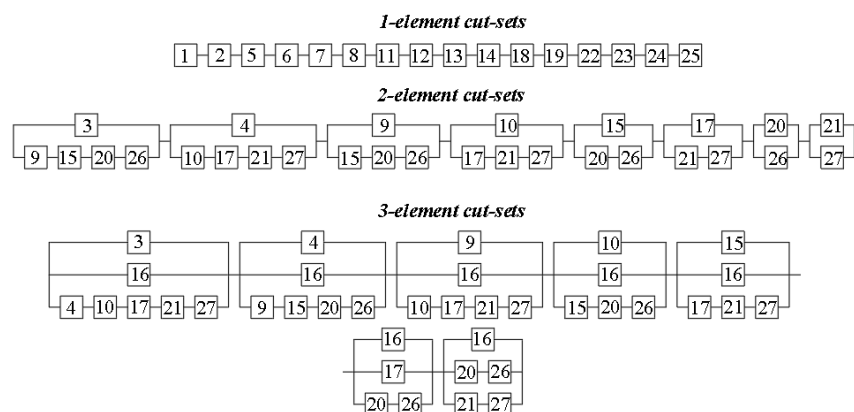 1-element cut-sets
1 2 5 6 7 8 11 12 13 14 18 19 22 23 24 25
2-element cut-sets
3 4 9 10 15 17 20 21
9 15 20 26 10 17 21 27 15 20 26 17 21 27 20 26 21 27 26 27
3-element cut-sets
3 4 9 10 15
16 16 16 16 16
4 10 17 21 27 9 15 20 26 10 17 21 27 15 20 26 17 21 27
16 16
17 20 26
20 26 21 27